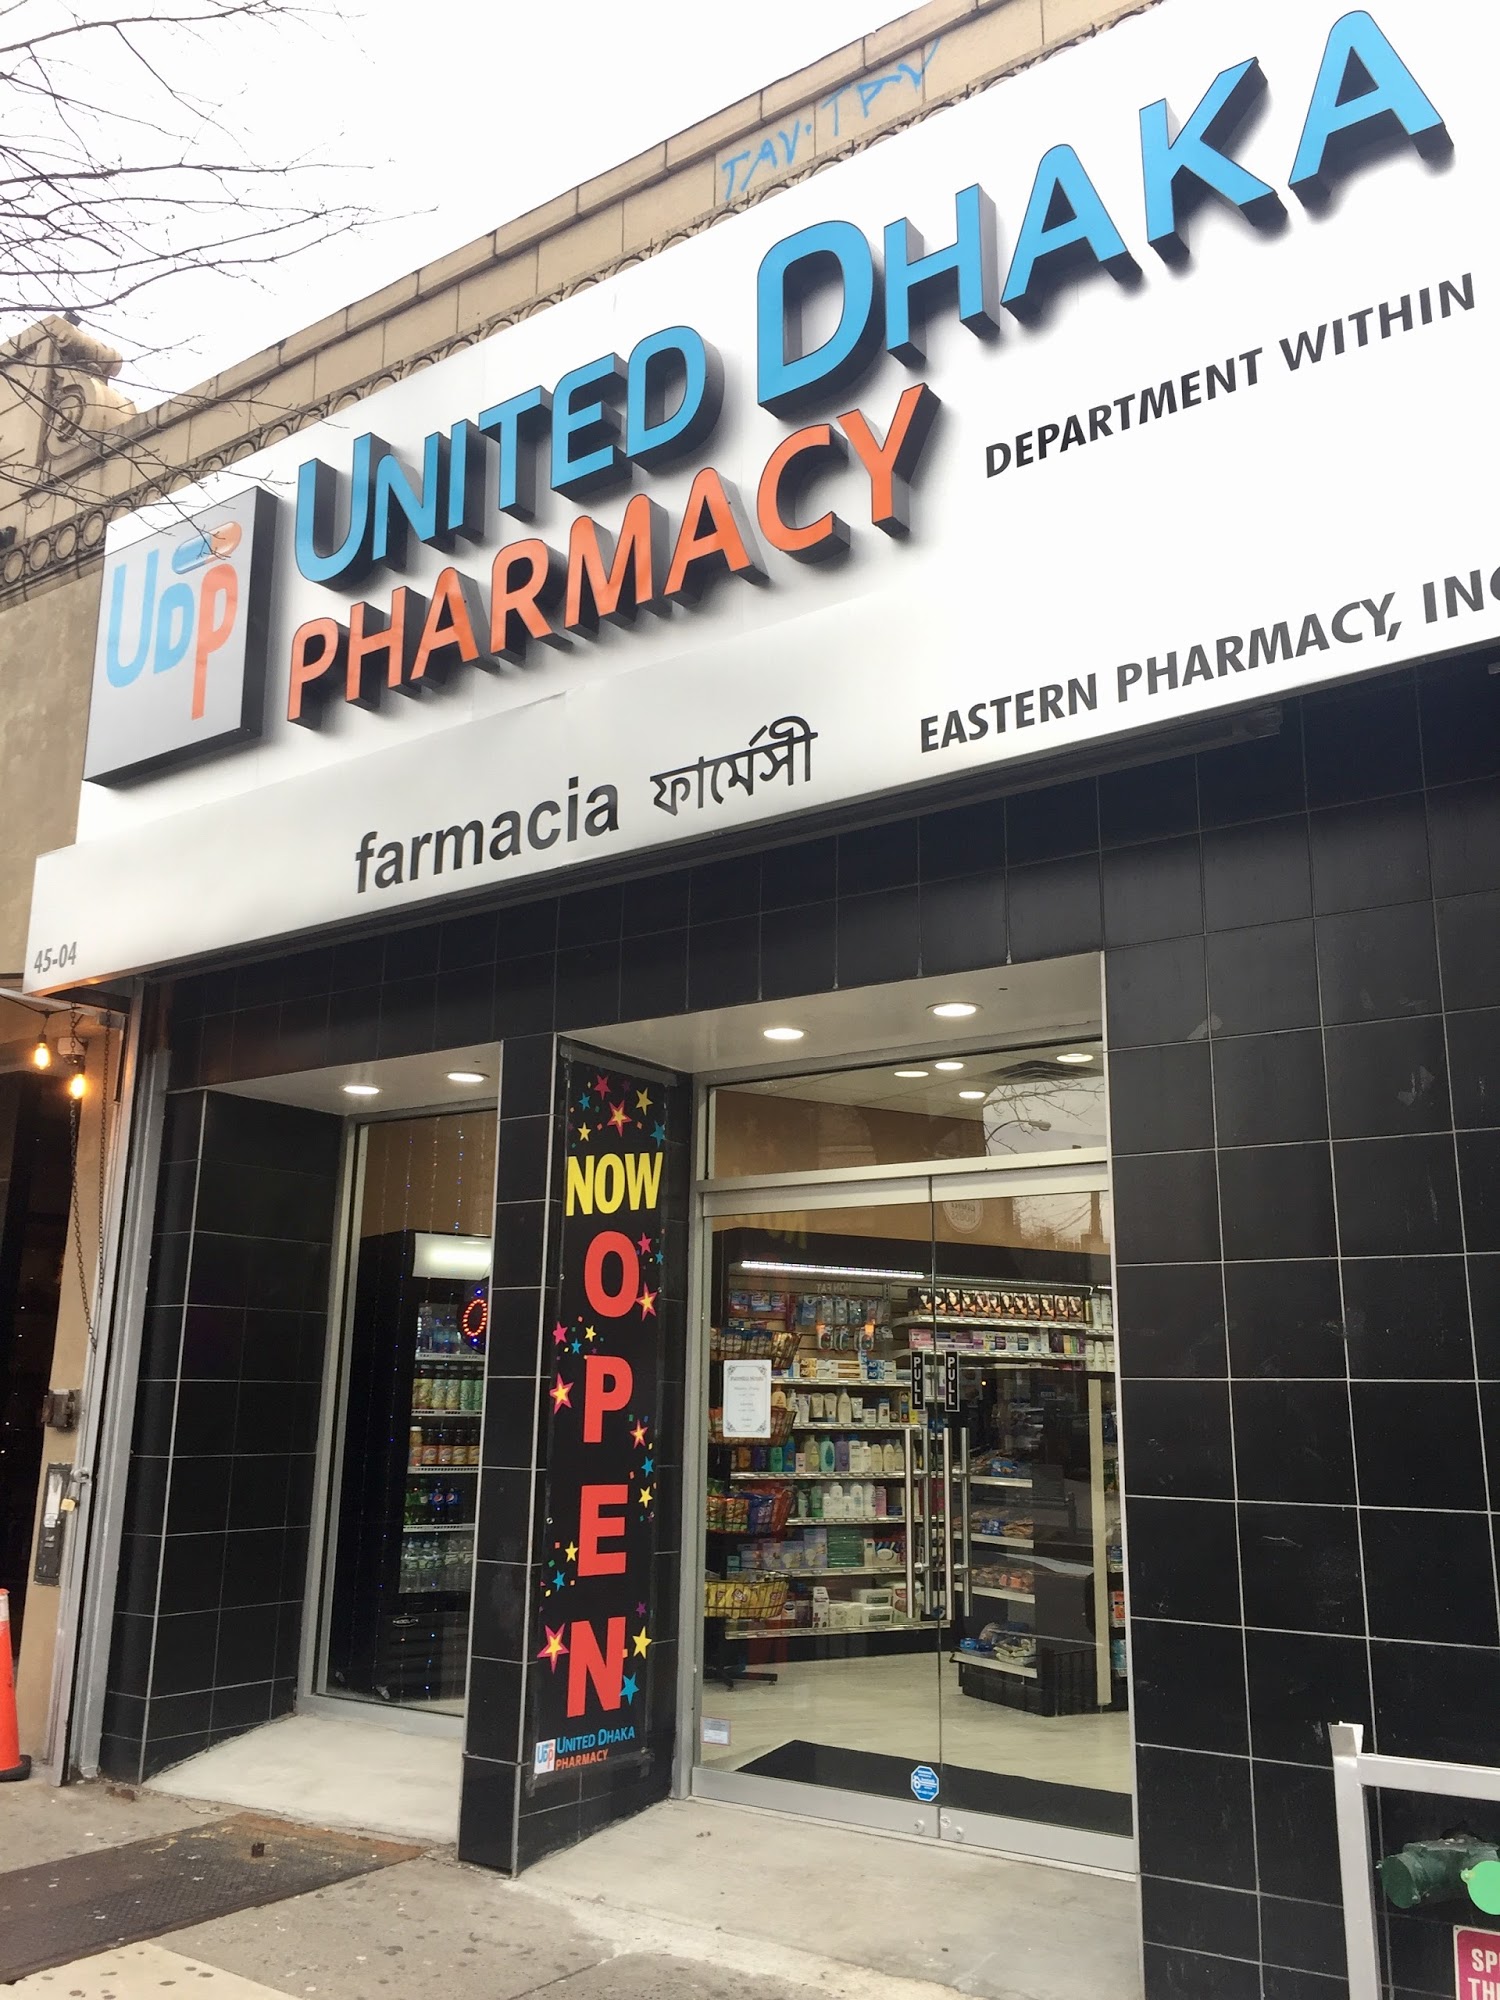 TAV. TPV
UNITED DHAKA
PHARMACY
UDP
DEPARTMENT WITHIN
EASTERN PHARMACY, INC
farmacia ফার্মেসী
45-04
NOW
OPEN
UDP UNITED DHAKA
PHARMACY
PULL
PULL